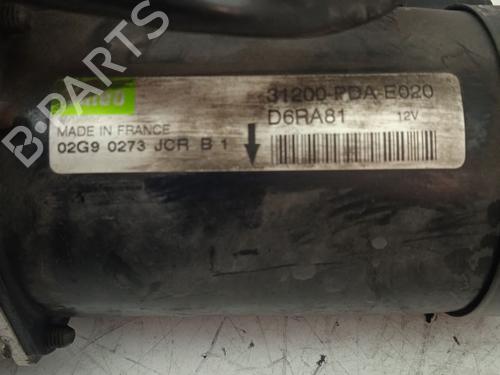 31200-PDA-E020
D6RA81 12V
MADE IN FRANCE
02G9 0273 JCR B 1
B-PARTS